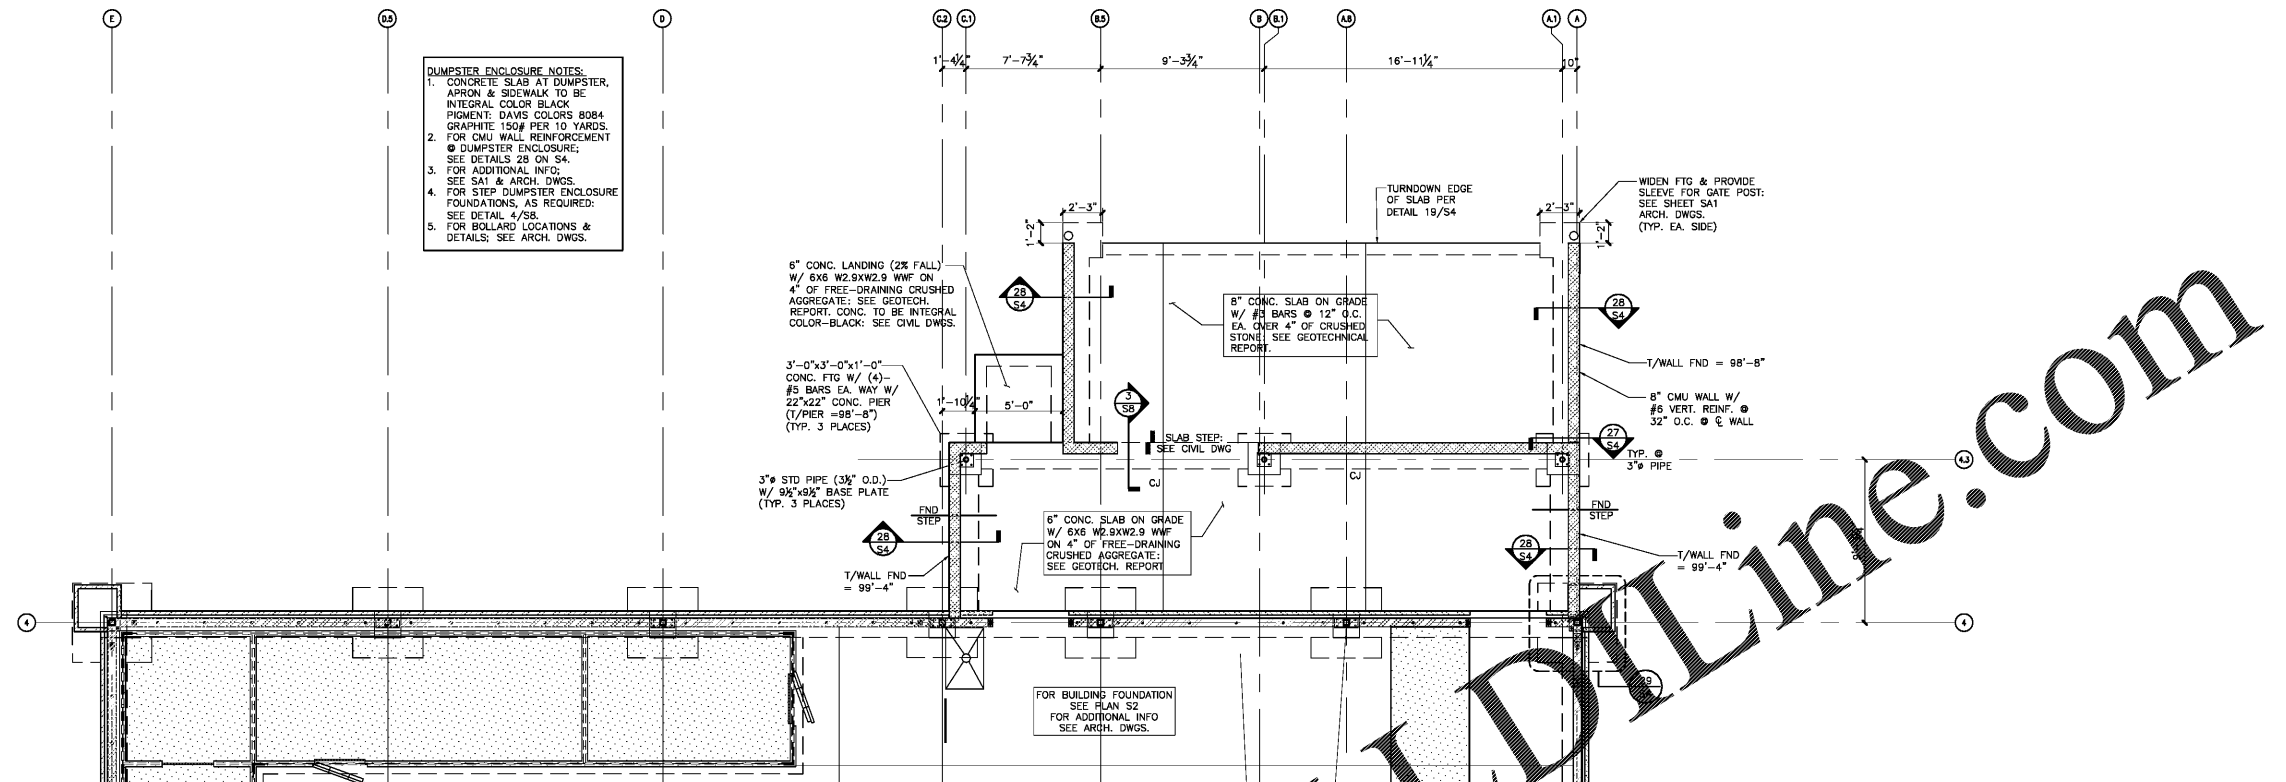 E
D.5
D
C.2
C.1
B.5
B
B.1
A.8
A.1
A
1'-4¼"
7'-7¾"
9'-3¾"
16'-11¼"
10"
DUMPSTER ENCLOSURE NOTES:
1. CONCRETE SLAB AT DUMPSTER,
APRON & SIDEWALK TO BE
INTEGRAL COLOR BLACK
PIGMENT: DAVIS COLORS 8084
GRAPHITE 150# PER 10 YARDS.
2. FOR CMU WALL REINFORCEMENT
@ DUMPSTER ENCLOSURE;
SEE DETAILS 28 ON S4.
3. FOR ADDITIONAL INFO;
SEE SA1 & ARCH. DWGS.
4. FOR STEP DUMPSTER ENCLOSURE
FOUNDATIONS, AS REQUIRED:
SEE DETAIL 4/S8.
5. FOR BOLLARD LOCATIONS &
DETAILS; SEE ARCH. DWGS.
TURNDOWN EDGE
OF SLAB PER
DETAIL 19/S4
WIDEN FTG & PROVIDE
SLEEVE FOR GATE POST:
SEE SHEET SA1
ARCH. DWGS.
(TYP. EA. SIDE)
2'-3"
2'-3"
1'-2"
1'-2"
6" CONC. LANDING (2% FALL)
W/ 6X6 W2.9XW2.9 WWF ON
4" OF FREE-DRAINING CRUSHED
AGGREGATE: SEE GEOTECH.
REPORT. CONC. TO BE INTEGRAL
COLOR-BLACK: SEE CIVIL DWGS.
28
S4
8" CONC. SLAB ON GRADE
W/ #3 BARS @ 12" O.C.
EA. OVER 4" OF CRUSHED
STONE: SEE GEOTECHNICAL
REPORT.
28
S4
3'-0"x3'-0"x1'-0"
CONC. FTG W/ (4)-
#5 BARS EA. WAY W/
22"x22" CONC. PIER
(T/PIER =98'-8")
(TYP. 3 PLACES)
1'-10¼"
5'-0"
3
S8
T/WALL FND = 98'-8"
8" CMU WALL W/
#6 VERT. REINF. @
32" O.C. @ ℄ WALL
SLAB STEP:
SEE CIVIL DWG
27
S4
TYP. @
3"ø PIPE
4.3
3"ø STD PIPE (3½" O.D.)
W/ 9½"x9½" BASE PLATE
(TYP. 3 PLACES)
CJ
CJ
FND
STEP
FND
STEP
6" CONC. SLAB ON GRADE
W/ 6X6 W2.9XW2.9 WWF
ON 4" OF FREE-DRAINING
CRUSHED AGGREGATE:
SEE GEOTECH. REPORT
28
S4
28
S4
T/WALL FND
= 99'-4"
T/WALL FND
= 99'-4"
4
4
FOR BUILDING FOUNDATION
SEE PLAN S2
FOR ADDITIONAL INFO
SEE ARCH. DWGS.
LDILine.com